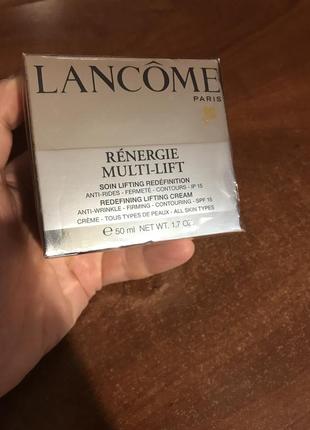 LANCÔME
PARIS
RÉNERGIE
MULTI-LIFT
SOIN LIFTING REDÉFINITION
ANTI-RIDES - FERMETÉ - CONTOURS - IP 15
REDEFINING LIFTING CREAM
ANTI-WRINKLE - FIRMING - CONTOURING - SPF 15
CRÈME - TOUS TYPES DE PEAUX - ALL SKIN TYPES
℮ 50 ml NET WT. 1.7 OZ